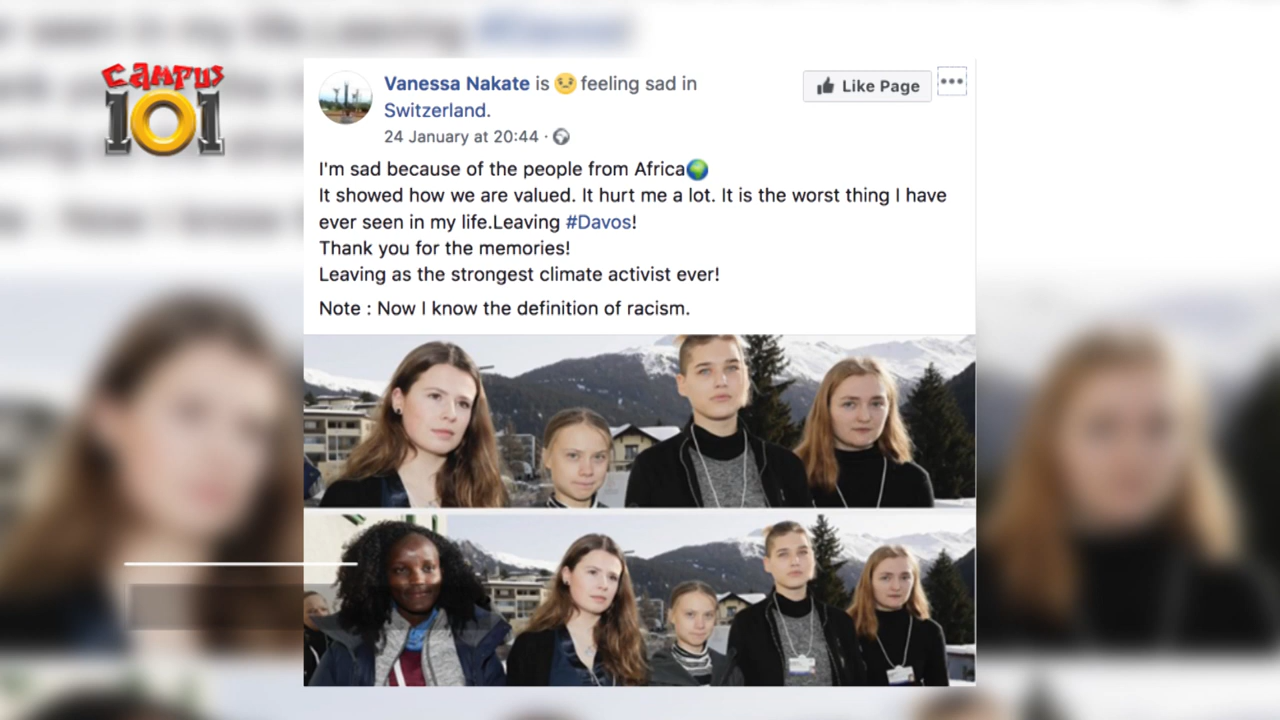 CAMPUS
101
Vanessa Nakate is 😟 feeling sad in
Switzerland.
24 January at 20:44 ·
Like Page
I'm sad because of the people from Africa🌍
It showed how we are valued. It hurt me a lot. It is the worst thing I have
ever seen in my life.Leaving #Davos!
Thank you for the memories!
Leaving as the strongest climate activist ever!
Note : Now I know the definition of racism.